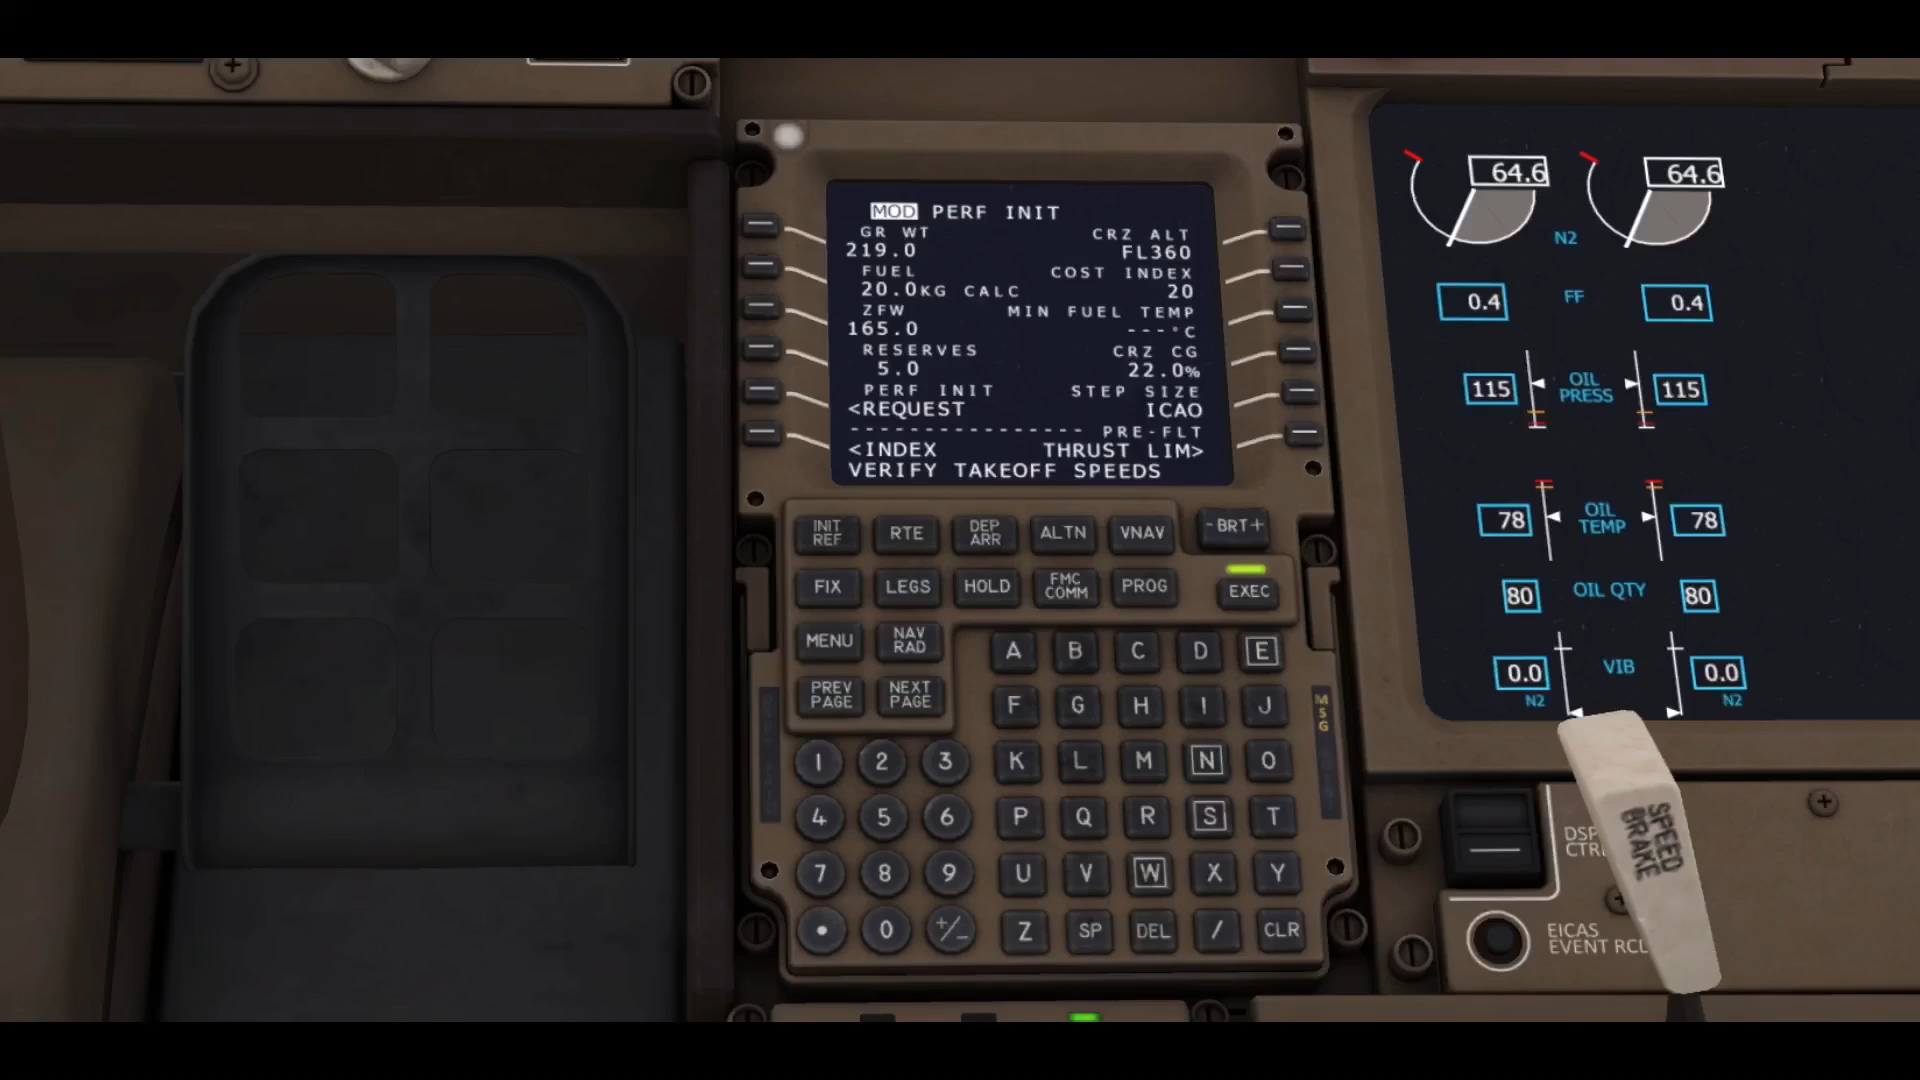 MOD PERF INIT
GR WT CRZ ALT
219.0 FL360
FUEL COST INDEX
20.0KG CALC 20
ZFW MIN FUEL TEMP
165.0 ---°C
RESERVES CRZ CG
5.0 22.0%
PERF INIT STEP SIZE
<REQUEST ICAO
---------------- PRE-FLT
<INDEX THRUST LIM>
VERIFY TAKEOFF SPEEDS
INIT REF RTE DEP ARR ALTN VNAV - BRT +
FIX LEGS HOLD FMC COMM PROG EXEC
MENU NAV RAD A B C D E
PREV PAGE NEXT PAGE F G H I J
1 2 3 K L M N O
4 5 6 P Q R S T
7 8 9 U V W X Y
. 0 +/- Z SP DEL / CLR
MSG
64.6 N2 64.6
0.4 FF 0.4
115 OIL PRESS 115
78 OIL TEMP 78
80 OIL QTY 80
0.0 VIB 0.0
N2 N2
DSP
CTRL
SPEED
BRAKE
EICAS
EVENT RCL